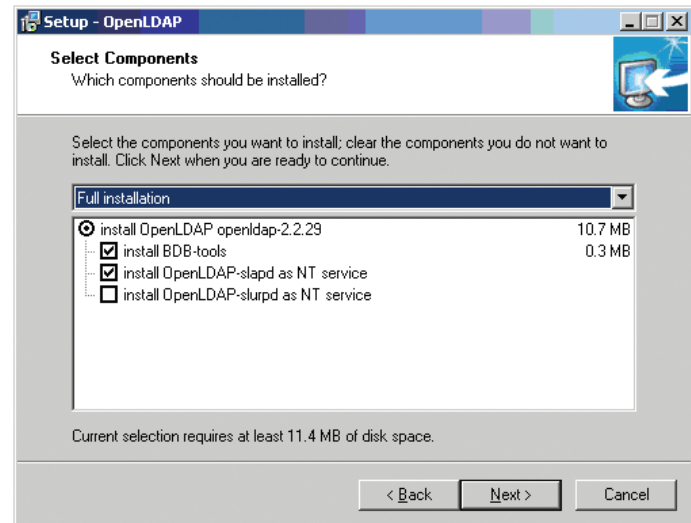 Setup - OpenLDAP
Select Components
Which components should be installed?
Select the components you want to install; clear the components you do not want to
install. Click Next when you are ready to continue.
Full installation
install OpenLDAP openldap-2.2.29 10.7 MB
install BDB-tools 0.3 MB
install OpenLDAP-slapd as NT service
install OpenLDAP-slurpd as NT service
Current selection requires at least 11.4 MB of disk space.
< Back Next > Cancel